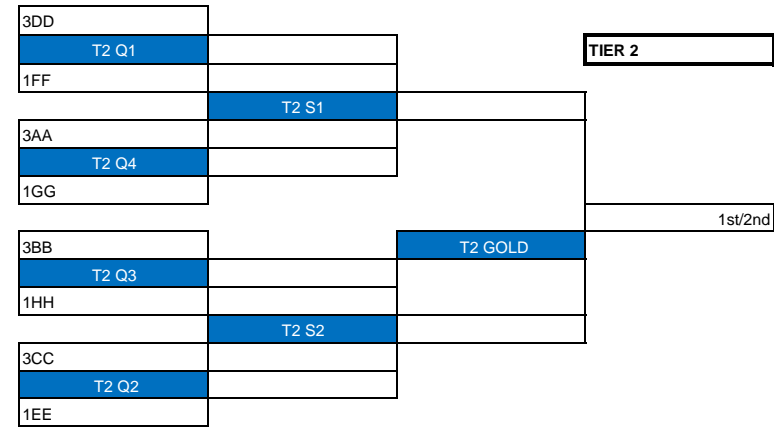 3DD
T2 Q1
TIER 2
1FF
T2 S1
3AA
T2 Q4
1GG
1st/2nd
3BB
T2 GOLD
T2 Q3
1HH
T2 S2
3CC
T2 Q2
1EE